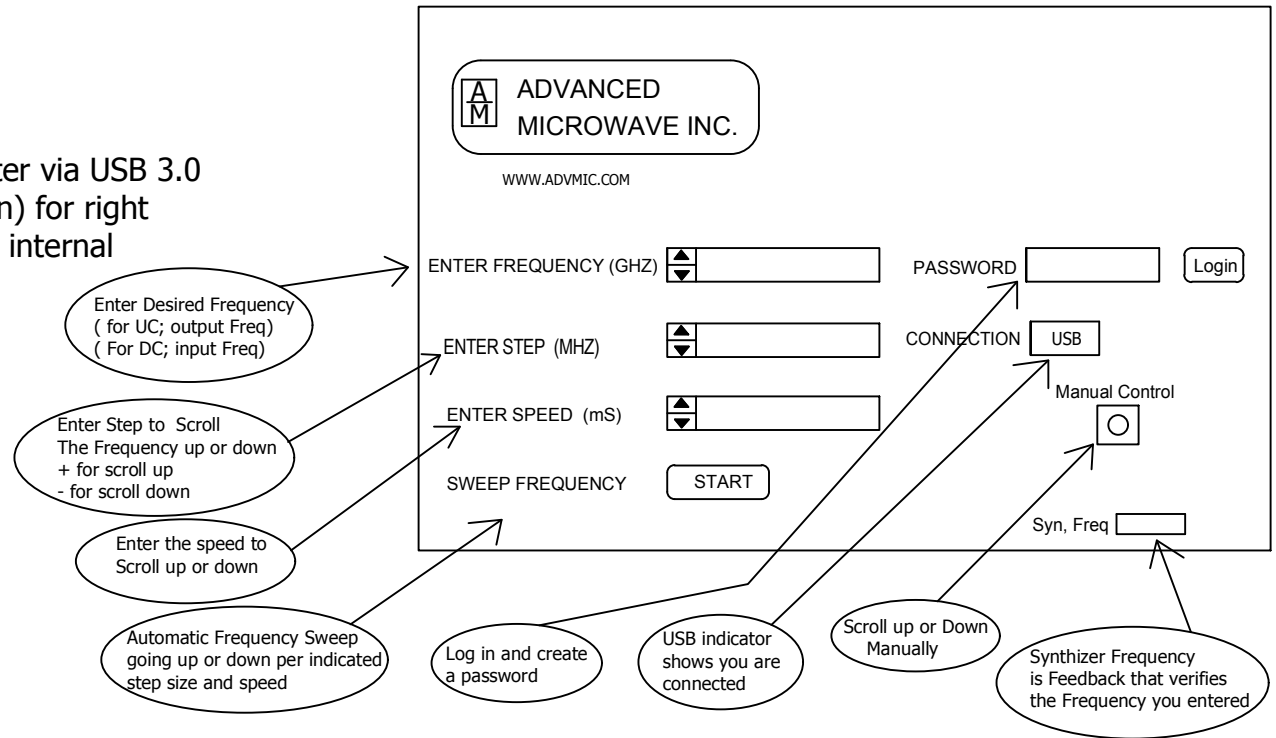 A
M
ADVANCED
MICROWAVE INC.
WWW.ADVMIC.COM
ter via USB 3.0
n) for right
internal
ENTER FREQUENCY (GHZ)
PASSWORD
Login
ENTER STEP (MHZ)
CONNECTION
USB
ENTER SPEED (mS)
Manual Control
SWEEP FREQUENCY
START
Syn, Freq
Enter Desired Frequency
( for UC; output Freq)
( For DC; input Freq)
Enter Step to Scroll
The Frequency up or down
+ for scroll up
- for scroll down
Enter the speed to
Scroll up or down
Automatic Frequency Sweep
going up or down per indicated
step size and speed
Log in and create
a password
USB indicator
shows you are
connected
Scroll up or Down
Manually
Synthizer Frequency
is Feedback that verifies
the Frequency you entered